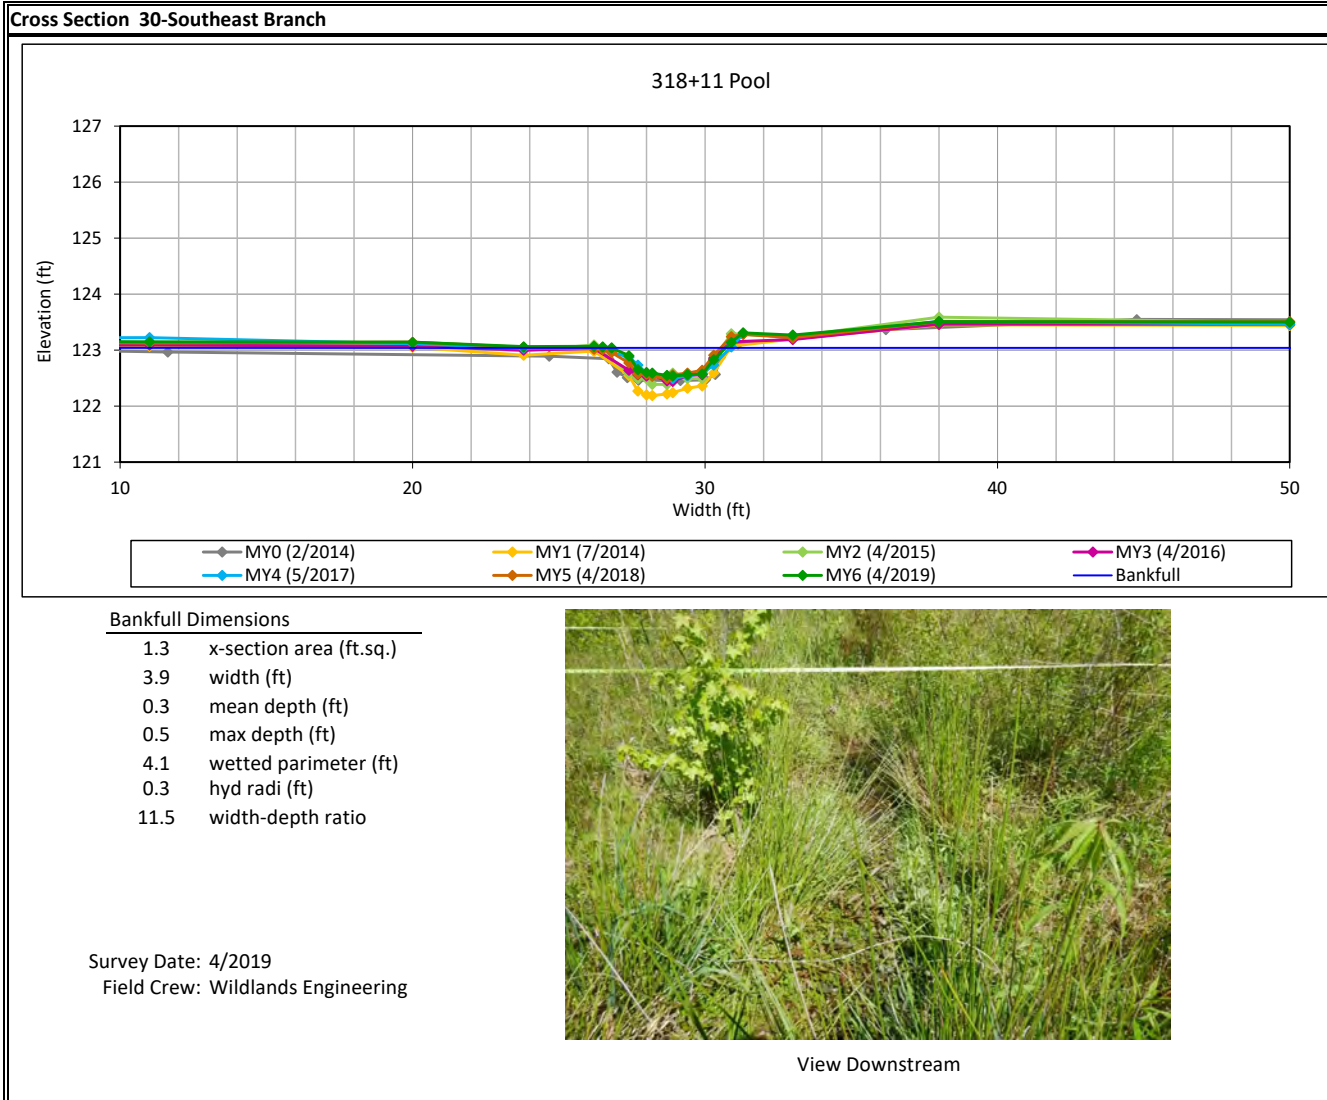 Cross Section 30-Southeast Branch
318+11 Pool
127
126
125
124
123
122
121
Elevation (ft)
10 20 30 40 50
Width (ft)
MY0 (2/2014) MY1 (7/2014) MY2 (4/2015) MY3 (4/2016)
MY4 (5/2017) MY5 (4/2018) MY6 (4/2019) Bankfull
Bankfull Dimensions
1.3 x-section area (ft.sq.)
3.9 width (ft)
0.3 mean depth (ft)
0.5 max depth (ft)
4.1 wetted parimeter (ft)
0.3 hyd radi (ft)
11.5 width-depth ratio
Survey Date: 4/2019
Field Crew: Wildlands Engineering
View Downstream